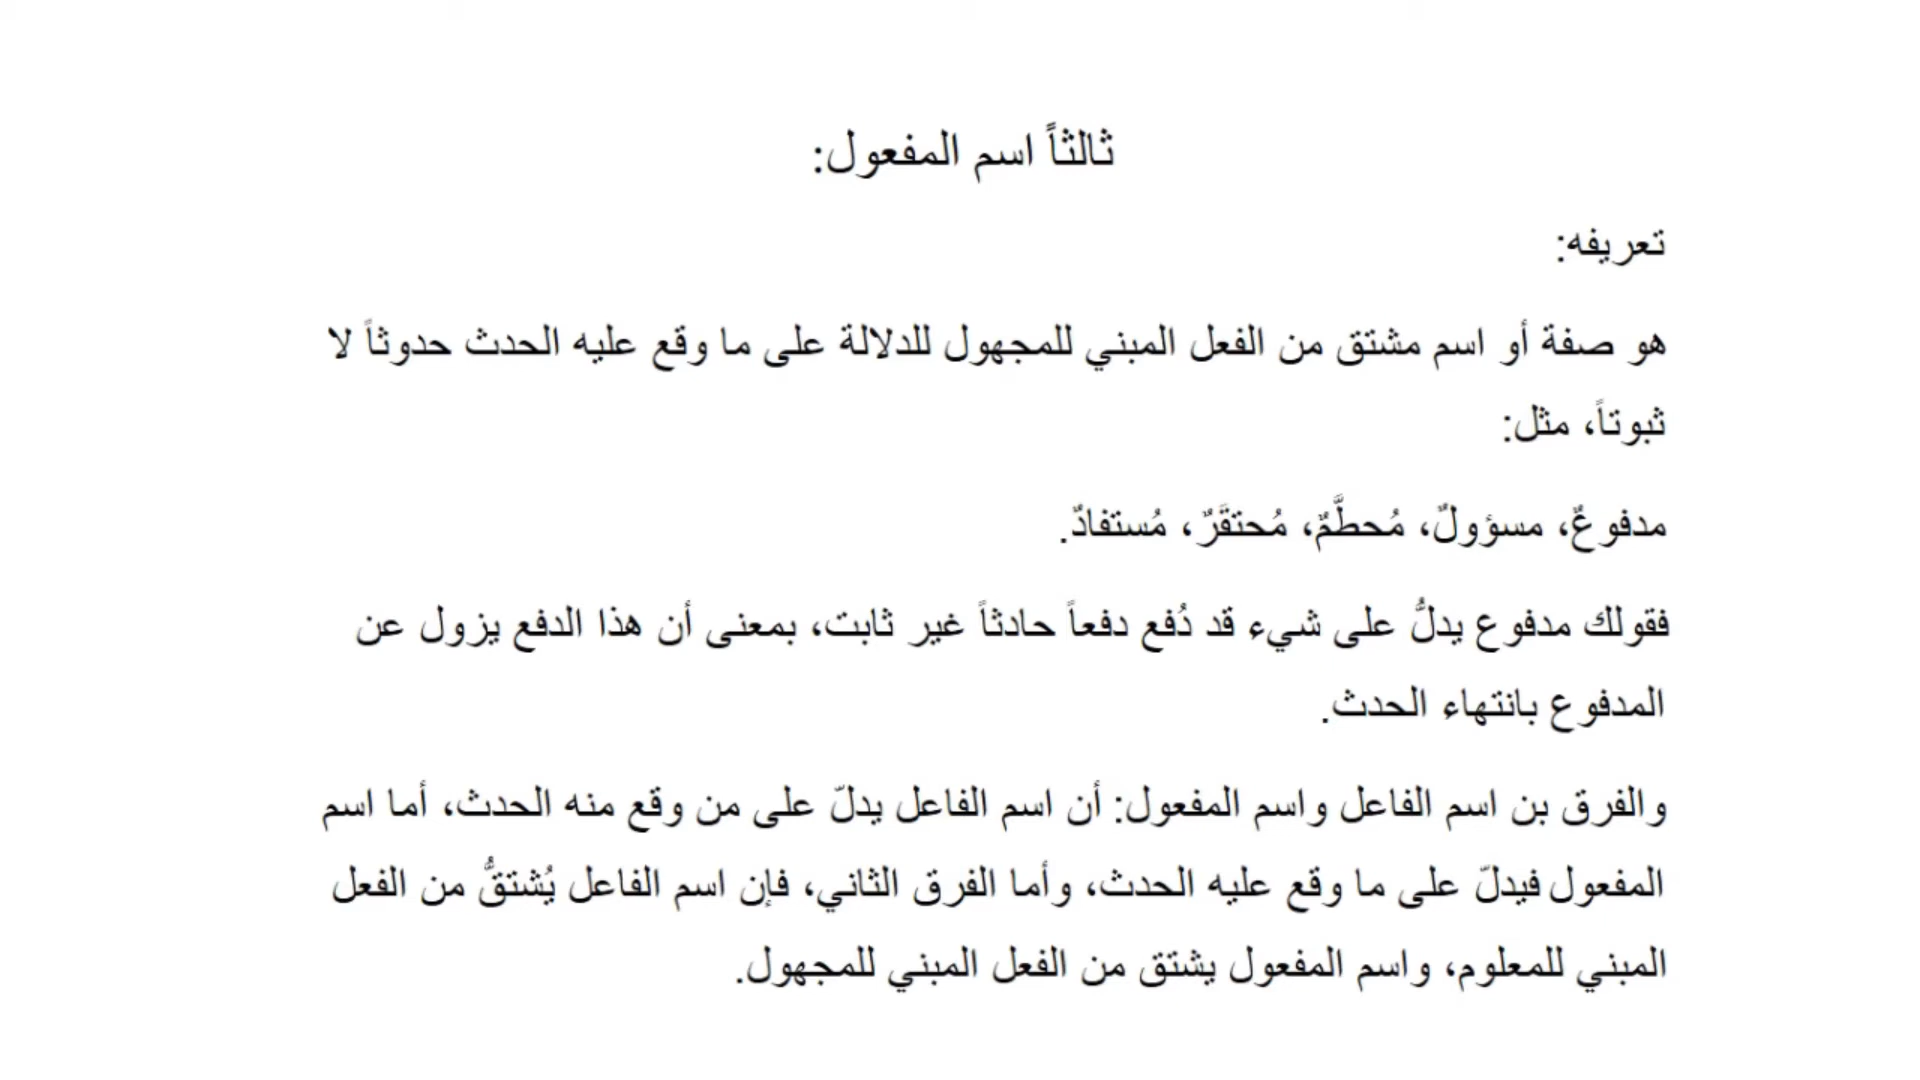 ثالثاً اسم المفعول:
تعريفه:
هو صفة أو اسم مشتق من الفعل المبني للمجهول للدلالة على ما وقع عليه الحدث حدوثاً لا
ثبوتاً، مثل:
مدفوعٌ، مسؤولٌ، مُحطَّمٌ، مُحتقَرٌ، مُستفادٌ.
فقولك مدفوع يدلُّ على شيء قد دُفع دفعاً حادثاً غير ثابت، بمعنى أن هذا الدفع يزول عن
المدفوع بانتهاء الحدث.
والفرق بن اسم الفاعل واسم المفعول: أن اسم الفاعل يدلّ على من وقع منه الحدث، أما اسم
المفعول فيدلّ على ما وقع عليه الحدث، وأما الفرق الثاني، فإن اسم الفاعل يُشتقُّ من الفعل
المبني للمعلوم، واسم المفعول يشتق من الفعل المبني للمجهول.